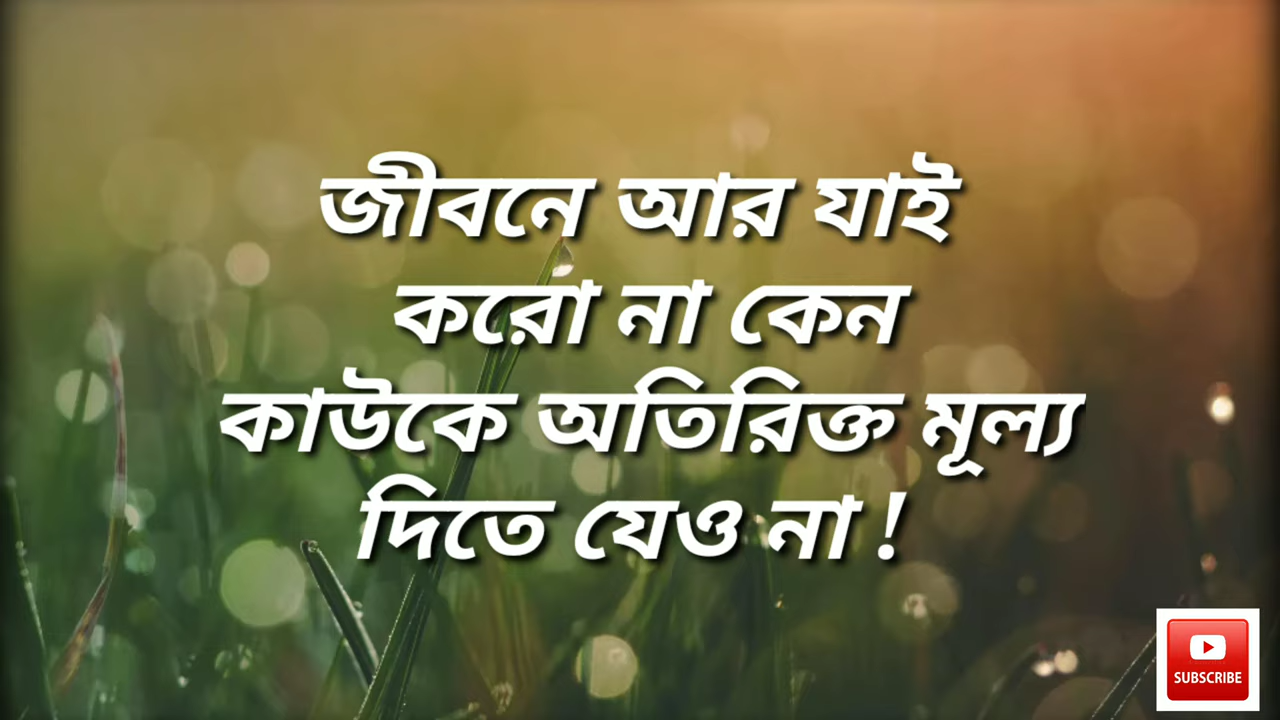 জীবনে আর যাই
করো না কেন
কাউকে অতিরিক্ত মূল্য
দিতে যেও না !
SUBSCRIBE